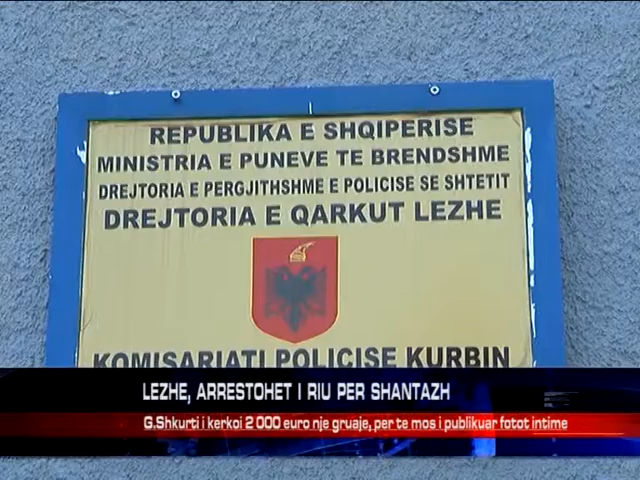 REPUBLIKA E SHQIPERISE
MINISTRIA E PUNEVE TE BRENDSHME
DREJTORIA E PERGJITHSHME E POLICISE SE SHTETIT
DREJTORIA E QARKUT LEZHE
KOMISARIATI POLICISE KURBIN
LEZHE, ARRESTOHET I RIU PER SHANTAZH
G.Shkurti i kerkoi 2 000 euro nje gruaje, per te mos i publikuar fotot intime